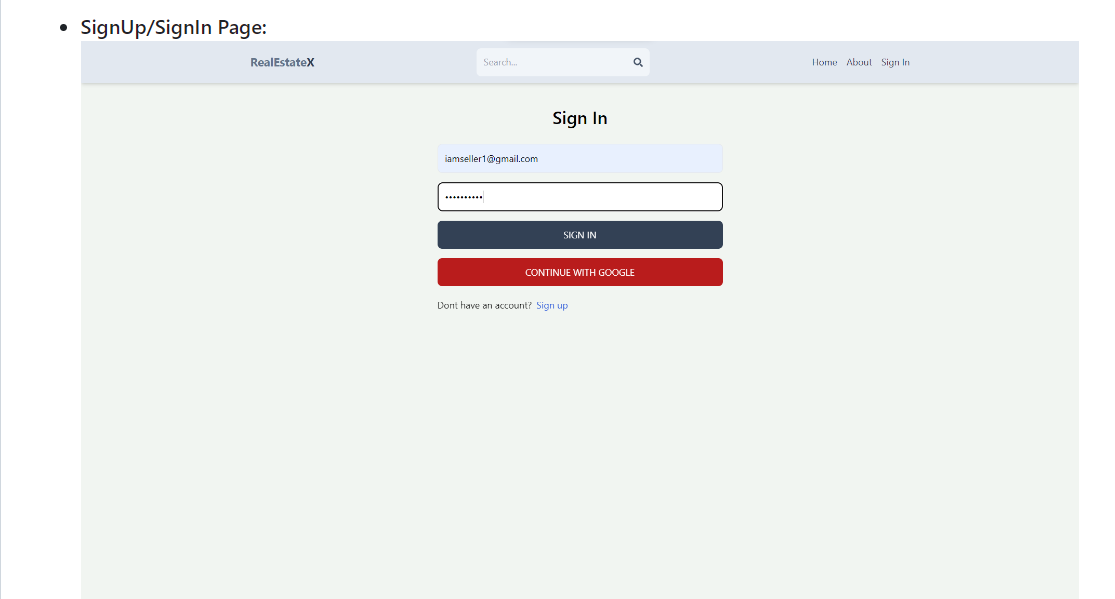 SignUp/SignIn Page:
RealEstateX Search... Home About Sign In
Sign In
iamseller1@gmail.com
••••••••••
SIGN IN
CONTINUE WITH GOOGLE
Dont have an account? Sign up